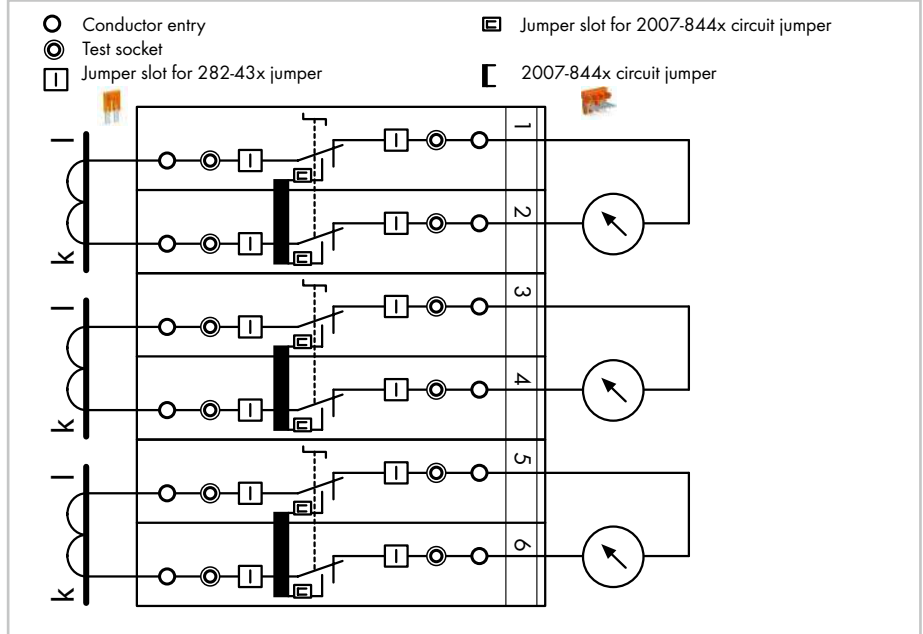 Conductor entry
Test socket
Jumper slot for 282-43x jumper
Jumper slot for 2007-844x circuit jumper
2007-844x circuit jumper
l
k
1
2
l
k
3
4
l
k
5
6